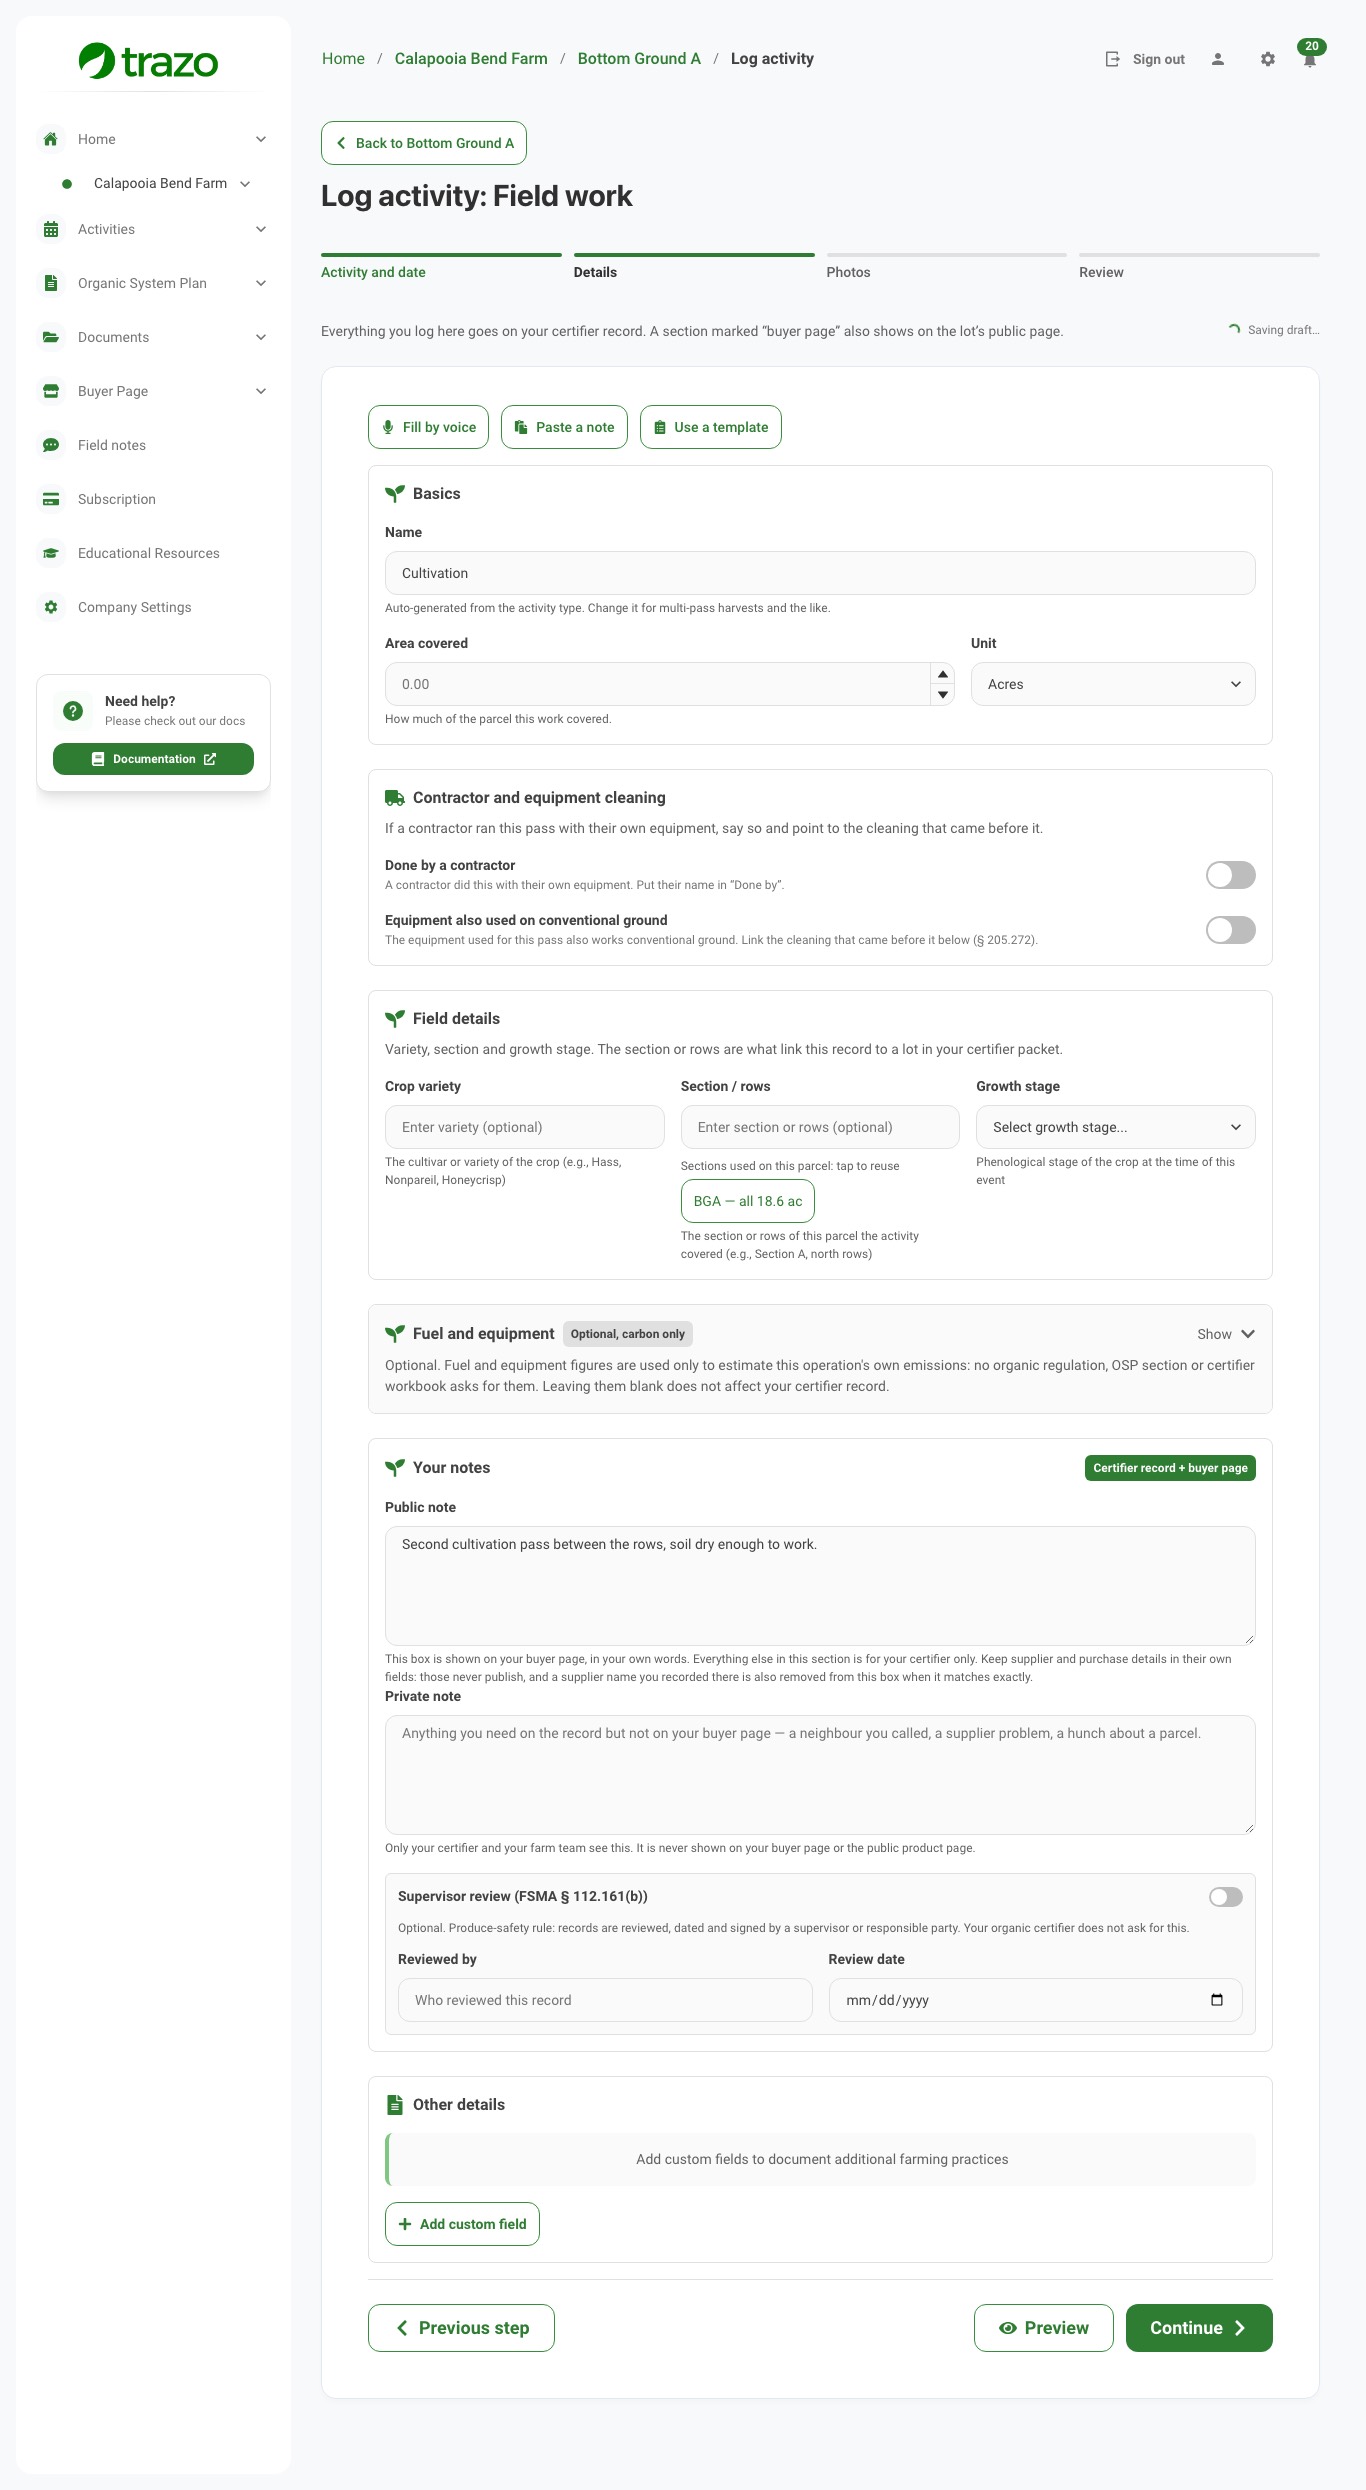 trazo
Home
Calapooia Bend Farm
Activities
Organic System Plan
Documents
Buyer Page
Field notes
Subscription
Educational Resources
Company Settings
Need help?
Please check out our docs
Documentation
Home / Calapooia Bend Farm / Bottom Ground A / Log activity
Sign out
20
Back to Bottom Ground A
Log activity: Field work
Activity and date
Details
Photos
Review
Everything you log here goes on your certifier record. A section marked “buyer page” also shows on the lot’s public page.
Saving draft…
Fill by voice
Paste a note
Use a template
Basics
Name
Cultivation
Auto-generated from the activity type. Change it for multi-pass harvests and the like.
Area covered
Unit
0.00
Acres
How much of the parcel this work covered.
Contractor and equipment cleaning
If a contractor ran this pass with their own equipment, say so and point to the cleaning that came before it.
Done by a contractor
A contractor did this with their own equipment. Put their name in “Done by”.
Equipment also used on conventional ground
The equipment used for this pass also works conventional ground. Link the cleaning that came before it below (§ 205.272).
Field details
Variety, section and growth stage. The section or rows are what link this record to a lot in your certifier packet.
Crop variety
Enter variety (optional)
The cultivar or variety of the crop (e.g., Hass,
Nonpareil, Honeycrisp)
Section / rows
Enter section or rows (optional)
Sections used on this parcel: tap to reuse
BGA — all 18.6 ac
The section or rows of this parcel the activity
covered (e.g., Section A, north rows)
Growth stage
Select growth stage...
Phenological stage of the crop at the time of this
event
Fuel and equipment
Optional, carbon only
Show
Optional. Fuel and equipment figures are used only to estimate this operation's own emissions: no organic regulation, OSP section or certifier
workbook asks for them. Leaving them blank does not affect your certifier record.
Your notes
Certifier record + buyer page
Public note
Second cultivation pass between the rows, soil dry enough to work.
This box is shown on your buyer page, in your own words. Everything else in this section is for your certifier only. Keep supplier and purchase details in their own
fields: those never publish, and a supplier name you recorded there is also removed from this box when it matches exactly.
Private note
Anything you need on the record but not on your buyer page — a neighbour you called, a supplier problem, a hunch about a parcel.
Only your certifier and your farm team see this. It is never shown on your buyer page or the public product page.
Supervisor review (FSMA § 112.161(b))
Optional. Produce-safety rule: records are reviewed, dated and signed by a supervisor or responsible party. Your organic certifier does not ask for this.
Reviewed by
Review date
Who reviewed this record
mm/dd/yyyy
Other details
Add custom fields to document additional farming practices
Add custom field
Previous step
Preview
Continue